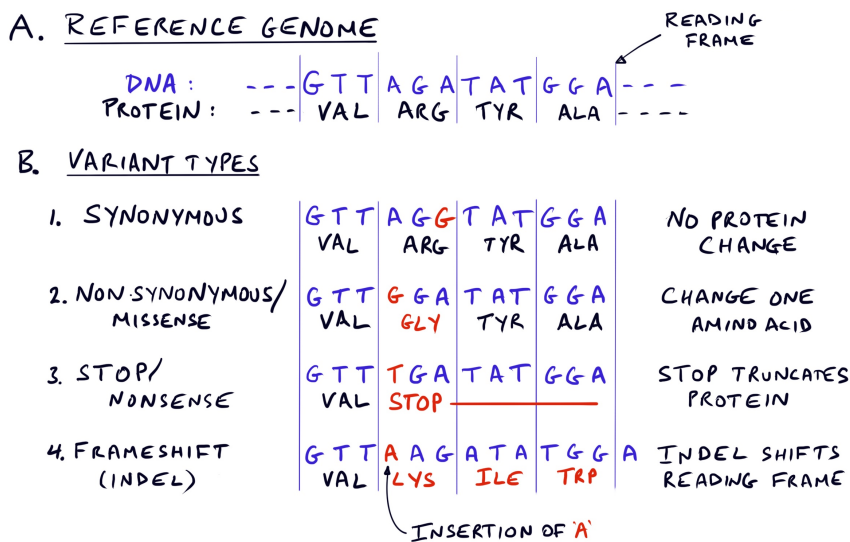 A. REFERENCE GENOME
READING FRAME
DNA: --- GTT AGA TAT GGA ---
PROTEIN: --- VAL ARG TYR ALA ----
B. VARIANT TYPES
1. SYNONYMOUS GTT AGG TAT GGA NO PROTEIN
VAL ARG TYR ALA CHANGE
2. NON-SYNONYMOUS/ GTT GGA TAT GGA CHANGE ONE
MISSENSE VAL GLY TYR ALA AMINO ACID
3. STOP/ GTT TGA TAT GGA STOP TRUNCATES
NONSENSE VAL STOP PROTEIN
4. FRAMESHIFT GTT AAG ATA TGG A INDEL SHIFTS
(INDEL) VAL LYS ILE TRP READING FRAME
INSERTION OF 'A'